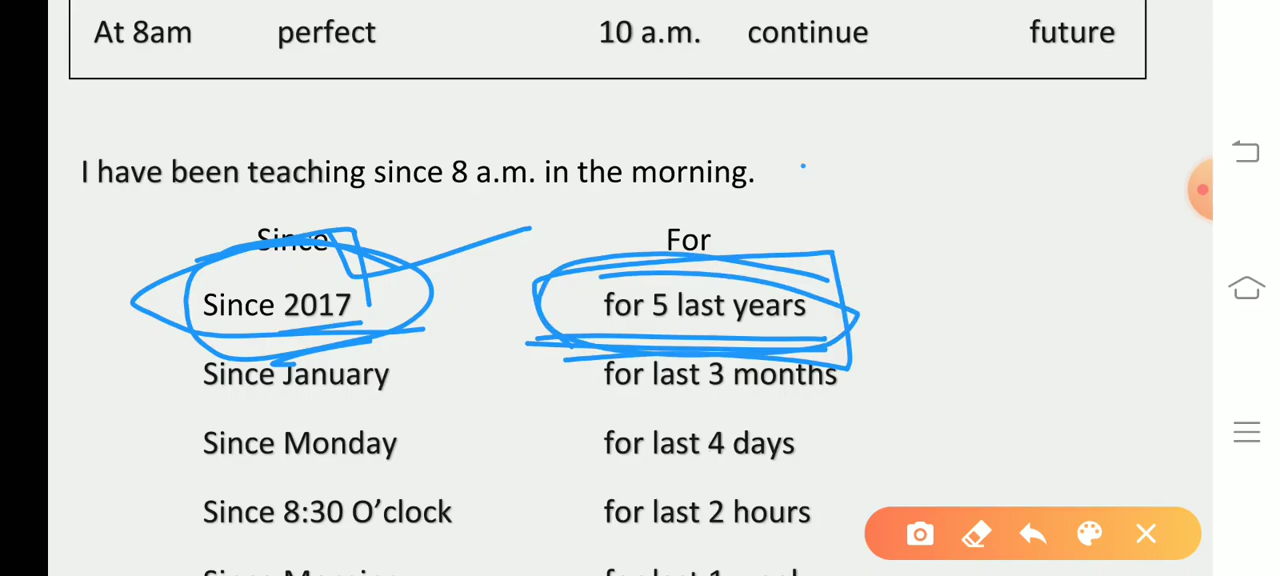 At 8am perfect 10 a.m. continue future
I have been teaching since 8 a.m. in the morning.
Since For
Since 2017 for 5 last years
Since January for last 3 months
Since Monday for last 4 days
Since 8:30 O’clock for last 2 hours